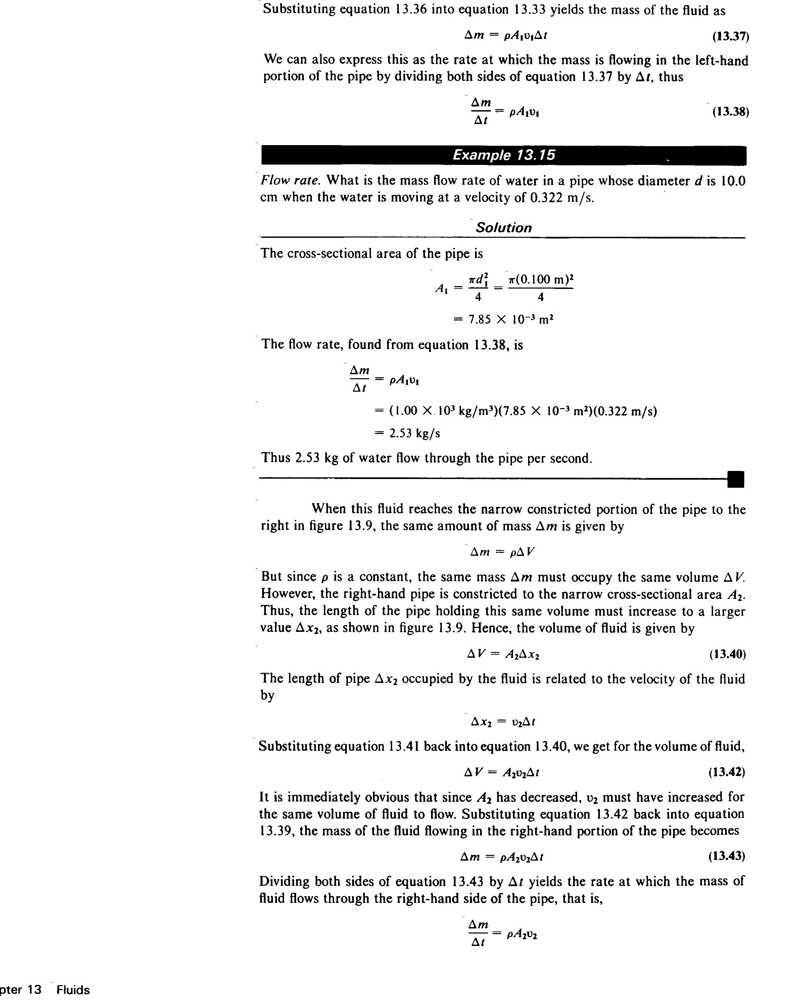 Substituting equation 13.36 into equation 13.33 yields the mass of the fluid as
Δm = ρA₁υ₁Δt (13.37)
We can also express this as the rate at which the mass is flowing in the left-hand
portion of the pipe by dividing both sides of equation 13.37 by Δt, thus
Δm/Δt = ρA₁υ₁ (13.38)
Example 13.15
Flow rate. What is the mass flow rate of water in a pipe whose diameter d is 10.0
cm when the water is moving at a velocity of 0.322 m/s.
Solution
The cross-sectional area of the pipe is
A₁ = πd₁²/4 = π(0.100 m)²/4
= 7.85 × 10⁻³ m²
The flow rate, found from equation 13.38, is
Δm/Δt = ρA₁υ₁
= (1.00 × 10³ kg/m³)(7.85 × 10⁻³ m²)(0.322 m/s)
= 2.53 kg/s
Thus 2.53 kg of water flow through the pipe per second.
When this fluid reaches the narrow constricted portion of the pipe to the
right in figure 13.9, the same amount of mass Δm is given by
Δm = ρΔV
But since ρ is a constant, the same mass Δm must occupy the same volume ΔV.
However, the right-hand pipe is constricted to the narrow cross-sectional area A₂.
Thus, the length of the pipe holding this same volume must increase to a larger
value Δx₂, as shown in figure 13.9. Hence, the volume of fluid is given by
ΔV = A₂Δx₂ (13.40)
The length of pipe Δx₂ occupied by the fluid is related to the velocity of the fluid
by
Δx₂ = υ₂Δt
Substituting equation 13.41 back into equation 13.40, we get for the volume of fluid,
ΔV = A₂υ₂Δt (13.42)
It is immediately obvious that since A₂ has decreased, υ₂ must have increased for
the same volume of fluid to flow. Substituting equation 13.42 back into equation
13.39, the mass of the fluid flowing in the right-hand portion of the pipe becomes
Δm = ρA₂υ₂Δt (13.43)
Dividing both sides of equation 13.43 by Δt yields the rate at which the mass of
fluid flows through the right-hand side of the pipe, that is,
Δm/Δt = ρA₂υ₂
pter 13 Fluids